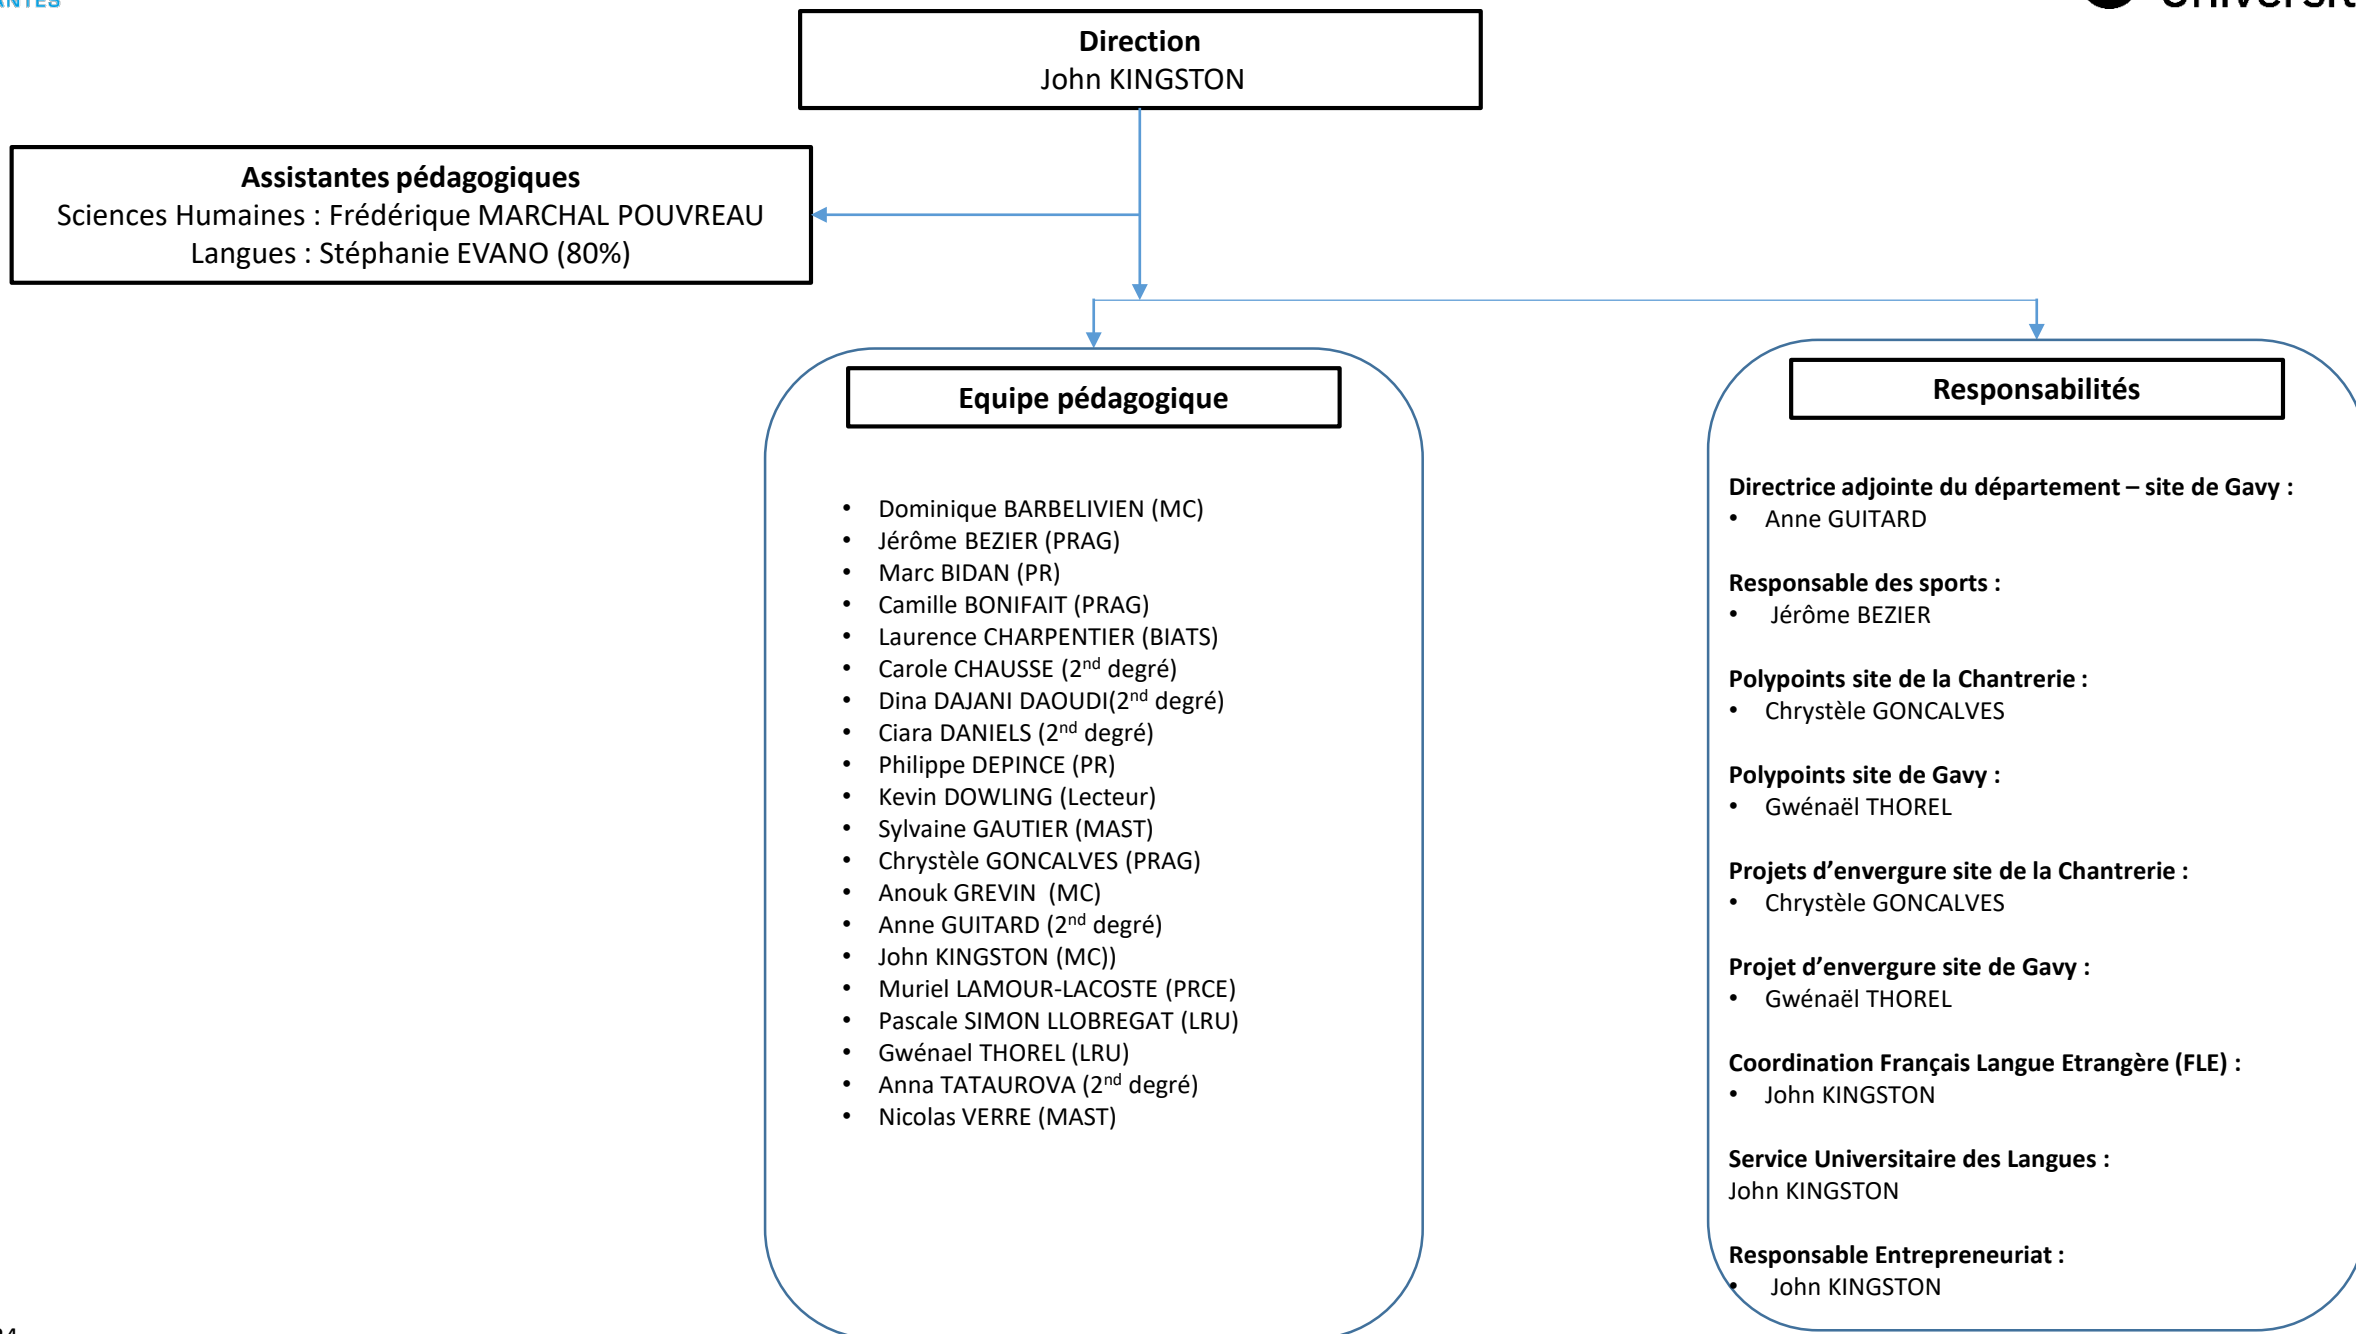 Direction
John KINGSTON
Assistantes pédagogiques
Sciences Humaines : Frédérique MARCHAL POUVREAU
Langues : Stéphanie EVANO (80%)
Equipe pédagogique
• Dominique BARBELIVIEN (MC)
• Jérôme BEZIER (PRAG)
• Marc BIDAN (PR)
• Camille BONIFAIT (PRAG)
• Laurence CHARPENTIER (BIATS)
• Carole CHAUSSE (2nd degré)
• Dina DAJANI DAOUDI(2nd degré)
• Ciara DANIELS (2nd degré)
• Philippe DEPINCE (PR)
• Kevin DOWLING (Lecteur)
• Sylvaine GAUTIER (MAST)
• Chrystèle GONCALVES (PRAG)
• Anouk GREVIN (MC)
• Anne GUITARD (2nd degré)
• John KINGSTON (MC))
• Muriel LAMOUR-LACOSTE (PRCE)
• Pascale SIMON LLOBREGAT (LRU)
• Gwénael THOREL (LRU)
• Anna TATAUROVA (2nd degré)
• Nicolas VERRE (MAST)
Responsabilités
Directrice adjointe du département – site de Gavy :
• Anne GUITARD
Responsable des sports :
• Jérôme BEZIER
Polypoints site de la Chantrerie :
• Chrystèle GONCALVES
Polypoints site de Gavy :
• Gwénaël THOREL
Projets d’envergure site de la Chantrerie :
• Chrystèle GONCALVES
Projet d’envergure site de Gavy :
• Gwénaël THOREL
Coordination Français Langue Etrangère (FLE) :
• John KINGSTON
Service Universitaire des Langues :
John KINGSTON
Responsable Entrepreneuriat :
• John KINGSTON